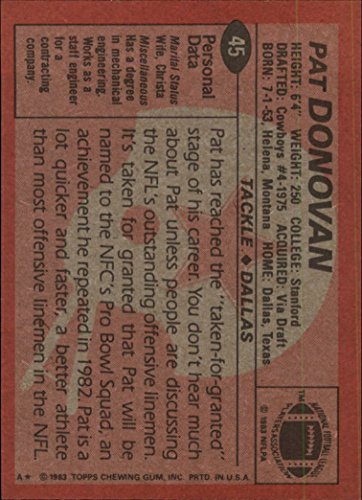 PAT DONOVAN
HEIGHT: 6'4" WEIGHT: 250 COLLEGE: Stanford
DRAFTED: Cowboys #4-1975 ACQUIRED: Via Draft
BORN: 7-1-53, Helena, Montana HOME: Dallas, Texas
NATIONAL FOOTBALL LEAGUE
PLAYERS ASSOCIATION
© 1983 NFLPA
45
TACKLE ◆ DALLAS
Personal
Data
Marital Status
Wife, Christa
Miscellaneous
Has a degree
in mechanical
engineering.
Works as a
staff engineer
for a
contracting
company.
Pat has reached the "taken-for-granted"
stage of his career. You don't hear much
about Pat unless people are discussing
the NFL's outstanding offensive linemen.
It's taken for granted that Pat will be
named to the NFC's Pro Bowl Squad, an
achievement he repeated in 1982. Pat is a
lot quicker and faster, a better athlete
than most offensive linemen in the NFL.
A* © 1983 TOPPS CHEWING GUM, INC. PRTD. IN U.S.A.